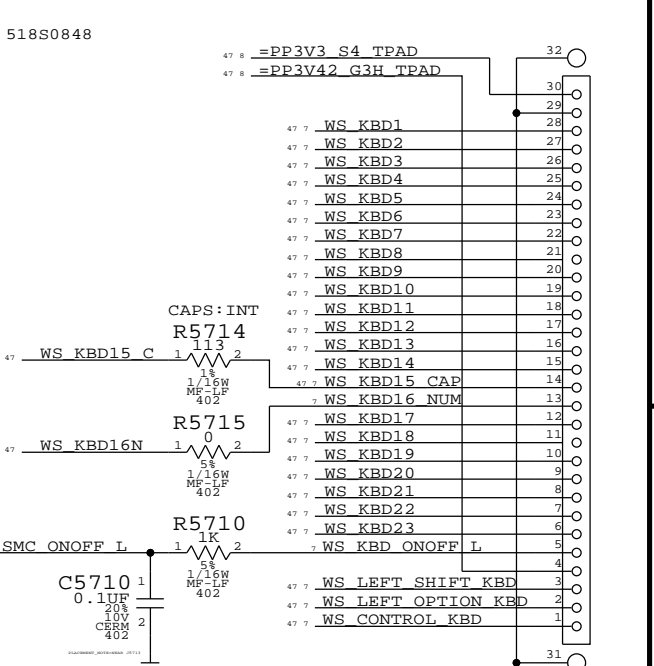 518S0848
47 8 =PP3V3_S4_TPAD 32
47 8 =PP3V42_G3H_TPAD
30
29
47 7 WS_KBD1 28
47 7 WS_KBD2 27
47 7 WS_KBD3 26
47 7 WS_KBD4 25
47 7 WS_KBD5 24
47 7 WS_KBD6 23
47 7 WS_KBD7 22
47 7 WS_KBD8 21
47 7 WS_KBD9 20
47 7 WS_KBD10 19
47 7 WS_KBD11 18
47 7 WS_KBD12 17
47 7 WS_KBD13 16
47 7 WS_KBD14 15
47 7 WS_KBD15_CAP 14
7 WS_KBD16_NUM 13
47 7 WS_KBD17 12
47 7 WS_KBD18 11
47 7 WS_KBD19 10
47 7 WS_KBD20 9
47 7 WS_KBD21 8
47 7 WS_KBD22 7
47 7 WS_KBD23 6
7 WS_KBD_ONOFF_L 5
4
47 7 WS_LEFT_SHIFT_KBD 3
47 7 WS_LEFT_OPTION_KBD 2
47 7 WS_CONTROL_KBD 1
31
CAPS:INT
R5714
113
47 WS_KBD15_C 1 2
1%
1/16W
MF-LF
402
R5715
0
47 WS_KBD16N 1 2
5%
1/16W
MF-LF
402
R5710
1K
SMC_ONOFF_L 1 2
5%
1/16W
MF-LF
402
C5710 1
0.1UF
20%
10V
CERM 2
402